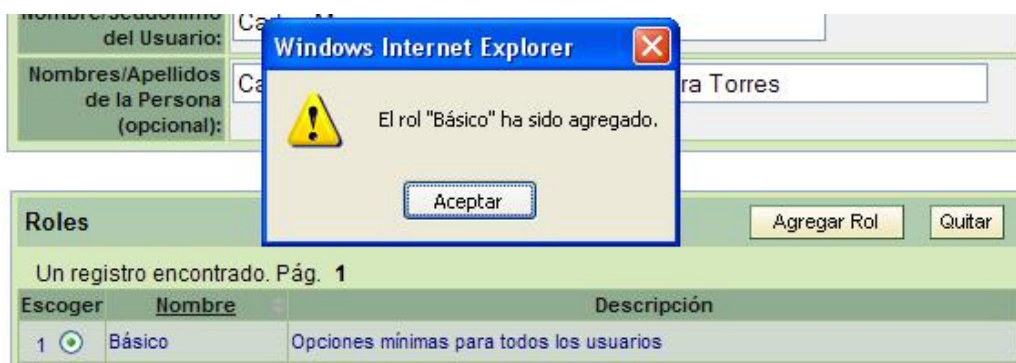 Nombre/Seudónimo
del Usuario:
Windows Internet Explorer
Nombres/Apellidos
de la Persona
(opcional):
Torres
El rol "Básico" ha sido agregado.
Aceptar
Roles
Agregar Rol Quitar
Un registro encontrado. Pág. 1
Escoger Nombre Descripción
1 Básico Opciones mínimas para todos los usuarios